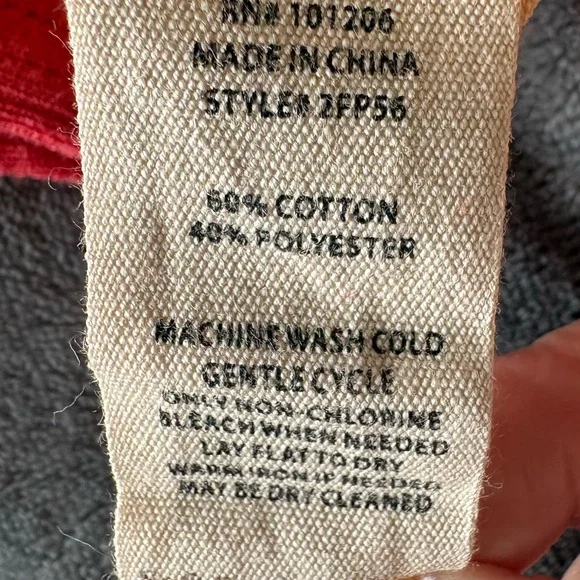 RN# 101206
MADE IN CHINA
STYLE# 2FP56
60% COTTON
40% POLYESTER
MACHINE WASH COLD
GENTLE CYCLE
ONLY NON-CHLORINE
BLEACH WHEN NEEDED
LAY FLAT TO DRY
WARM IRON IF NEEDED
MAY BE DRY CLEANED